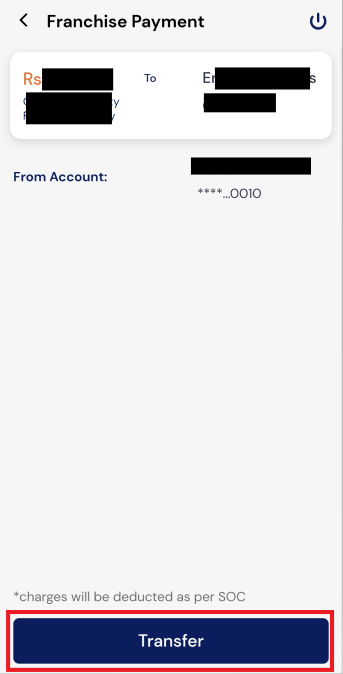 Franchise Payment
Rs To
From Account:
****...0010
*charges will be deducted as per SOC
Transfer